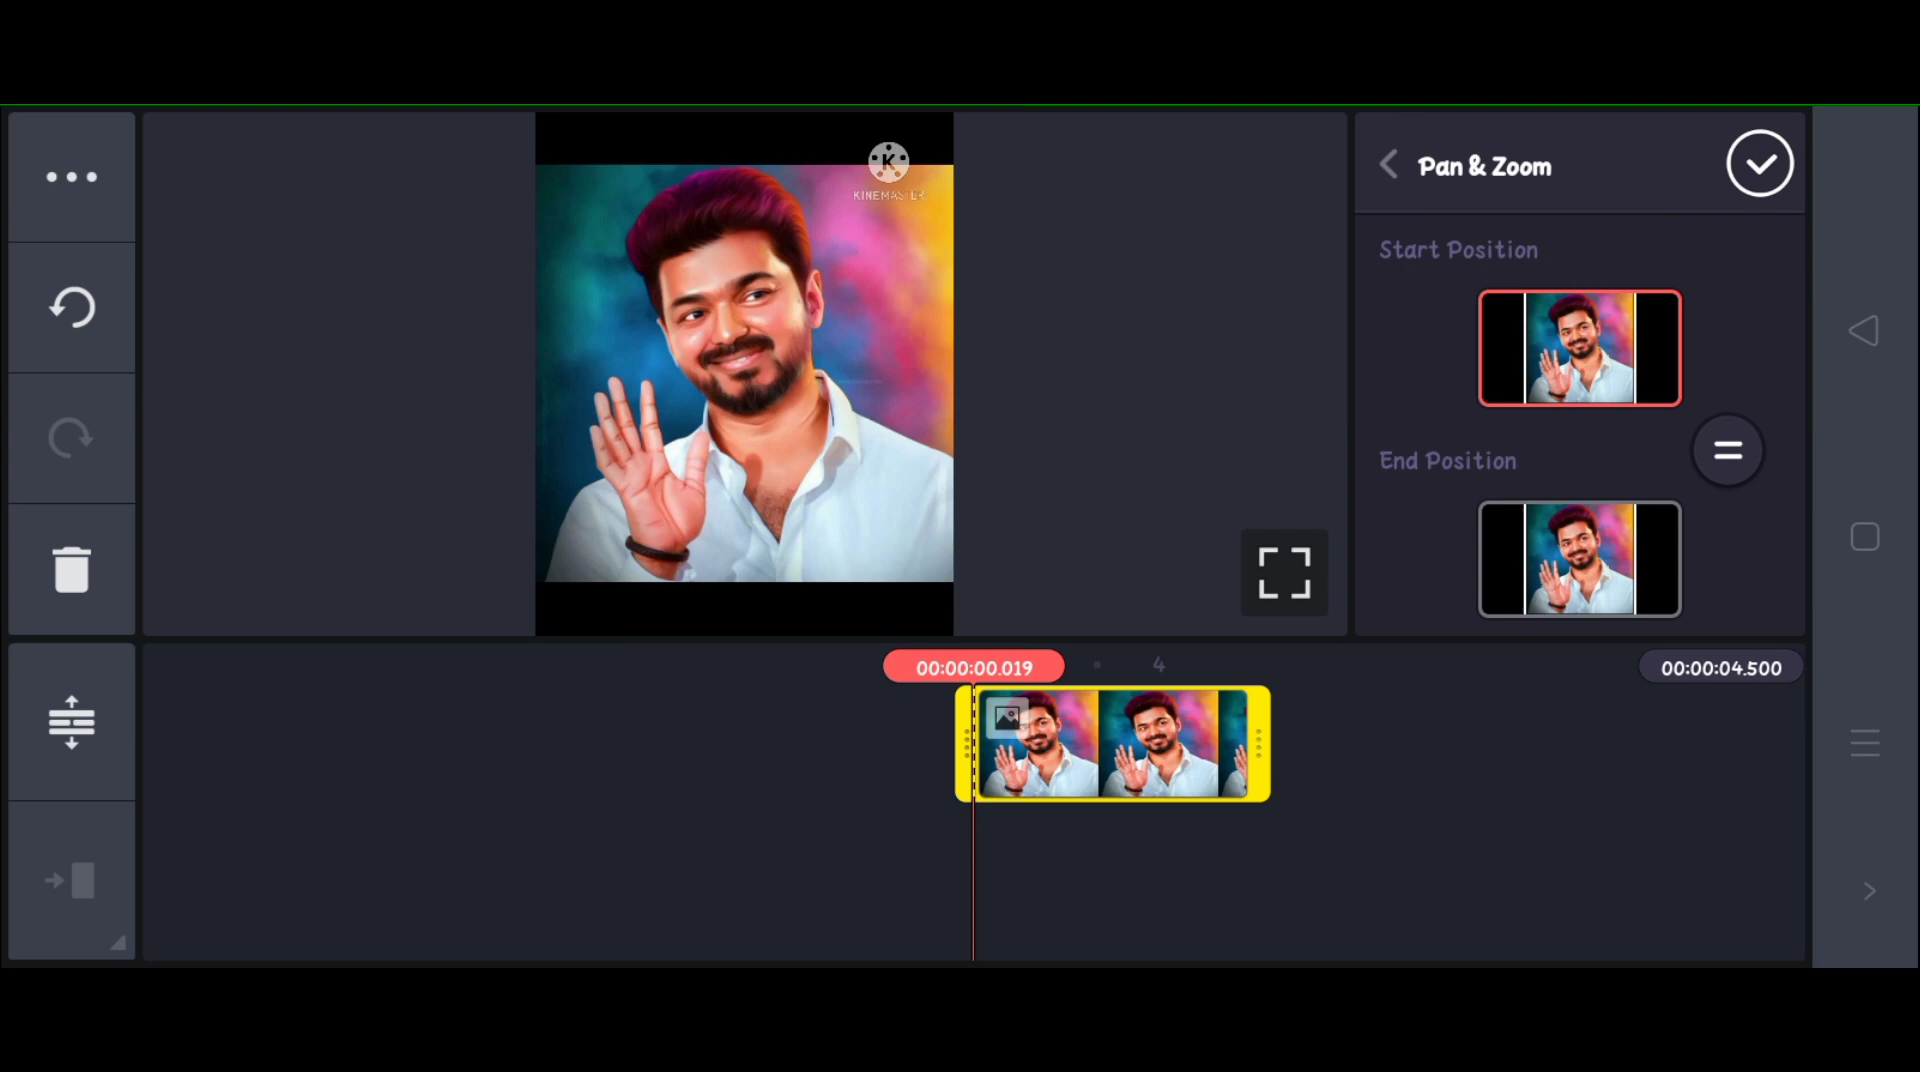 K
KINEMASTER
Pan & Zoom
Start Position
End Position
00:00:00.019
4
00:00:04.500